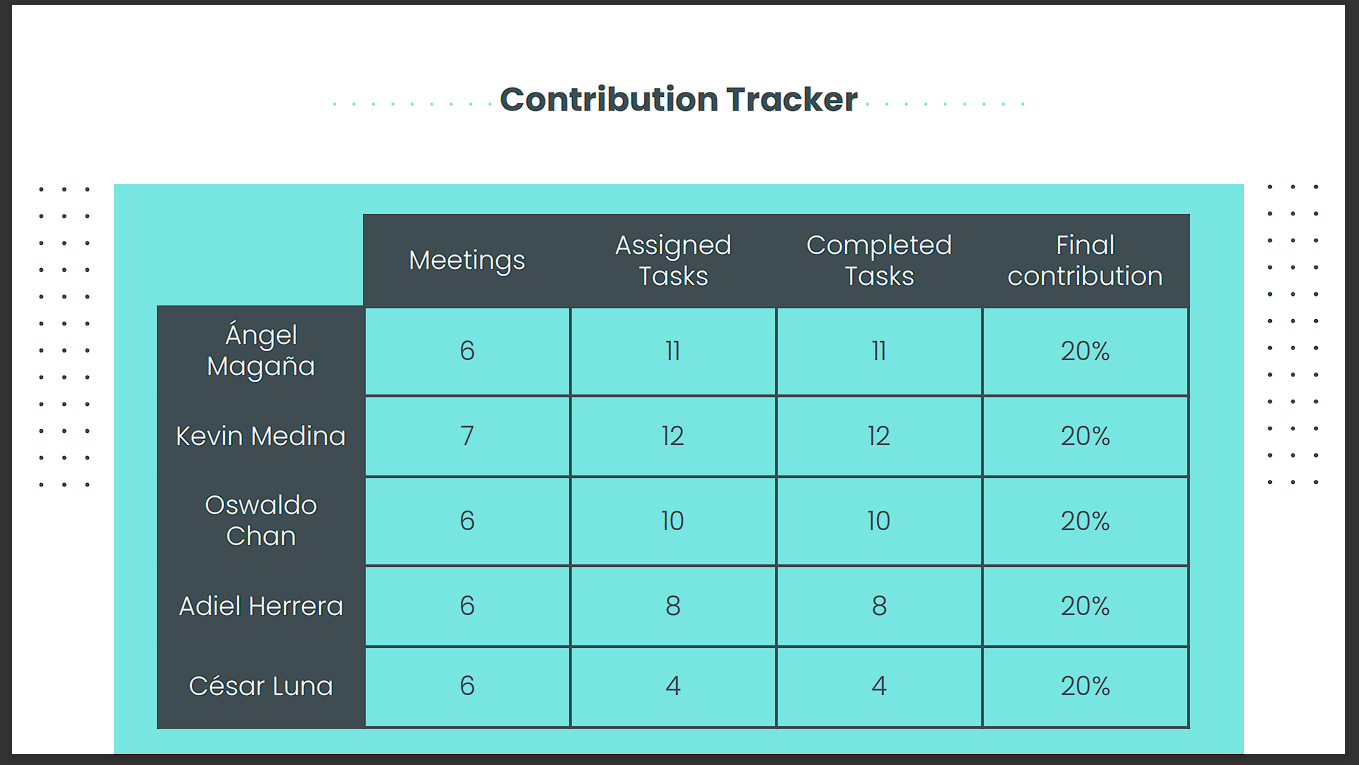 Contribution Tracker
Meetings
Assigned
Tasks
Completed
Tasks
Final
contribution
Ángel
Magaña
6
11
11
20%
Kevin Medina
7
12
12
20%
Oswaldo
Chan
6
10
10
20%
Adiel Herrera
6
8
8
20%
César Luna
6
4
4
20%